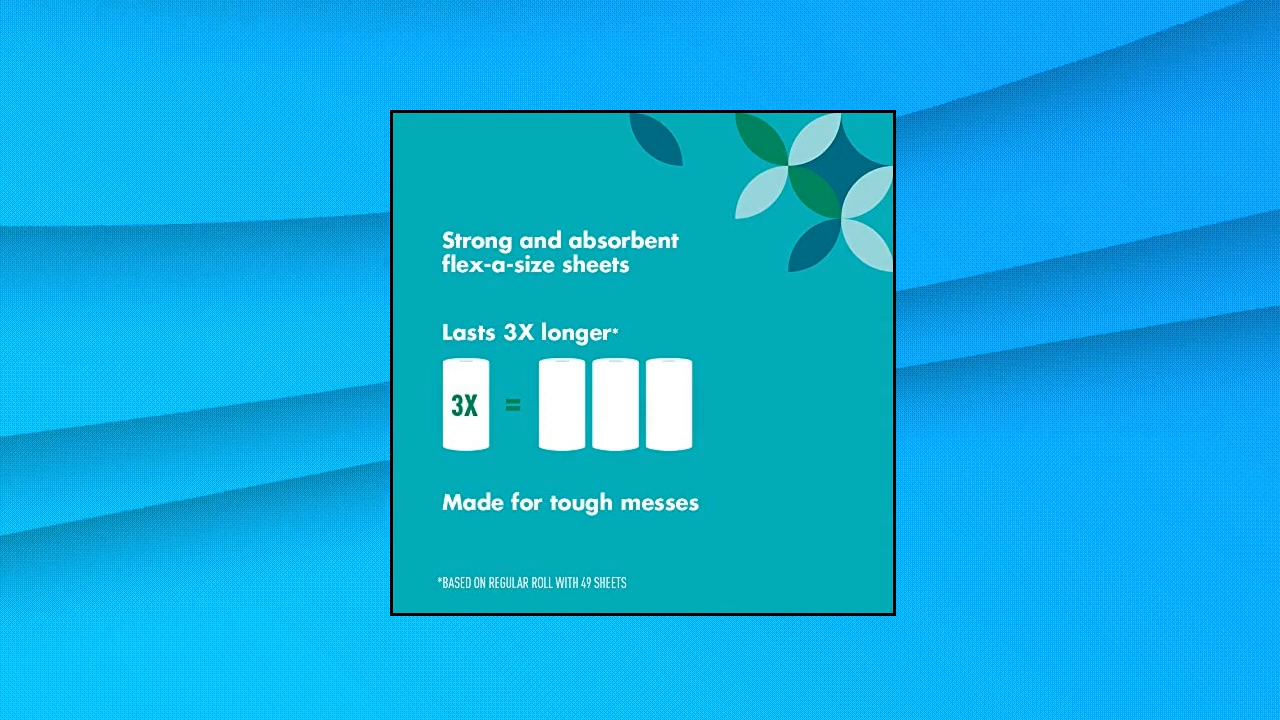 Strong and absorbent
flex-a-size sheets
Lasts 3X longer*
3X =
Made for tough messes
*BASED ON REGULAR ROLL WITH 49 SHEETS